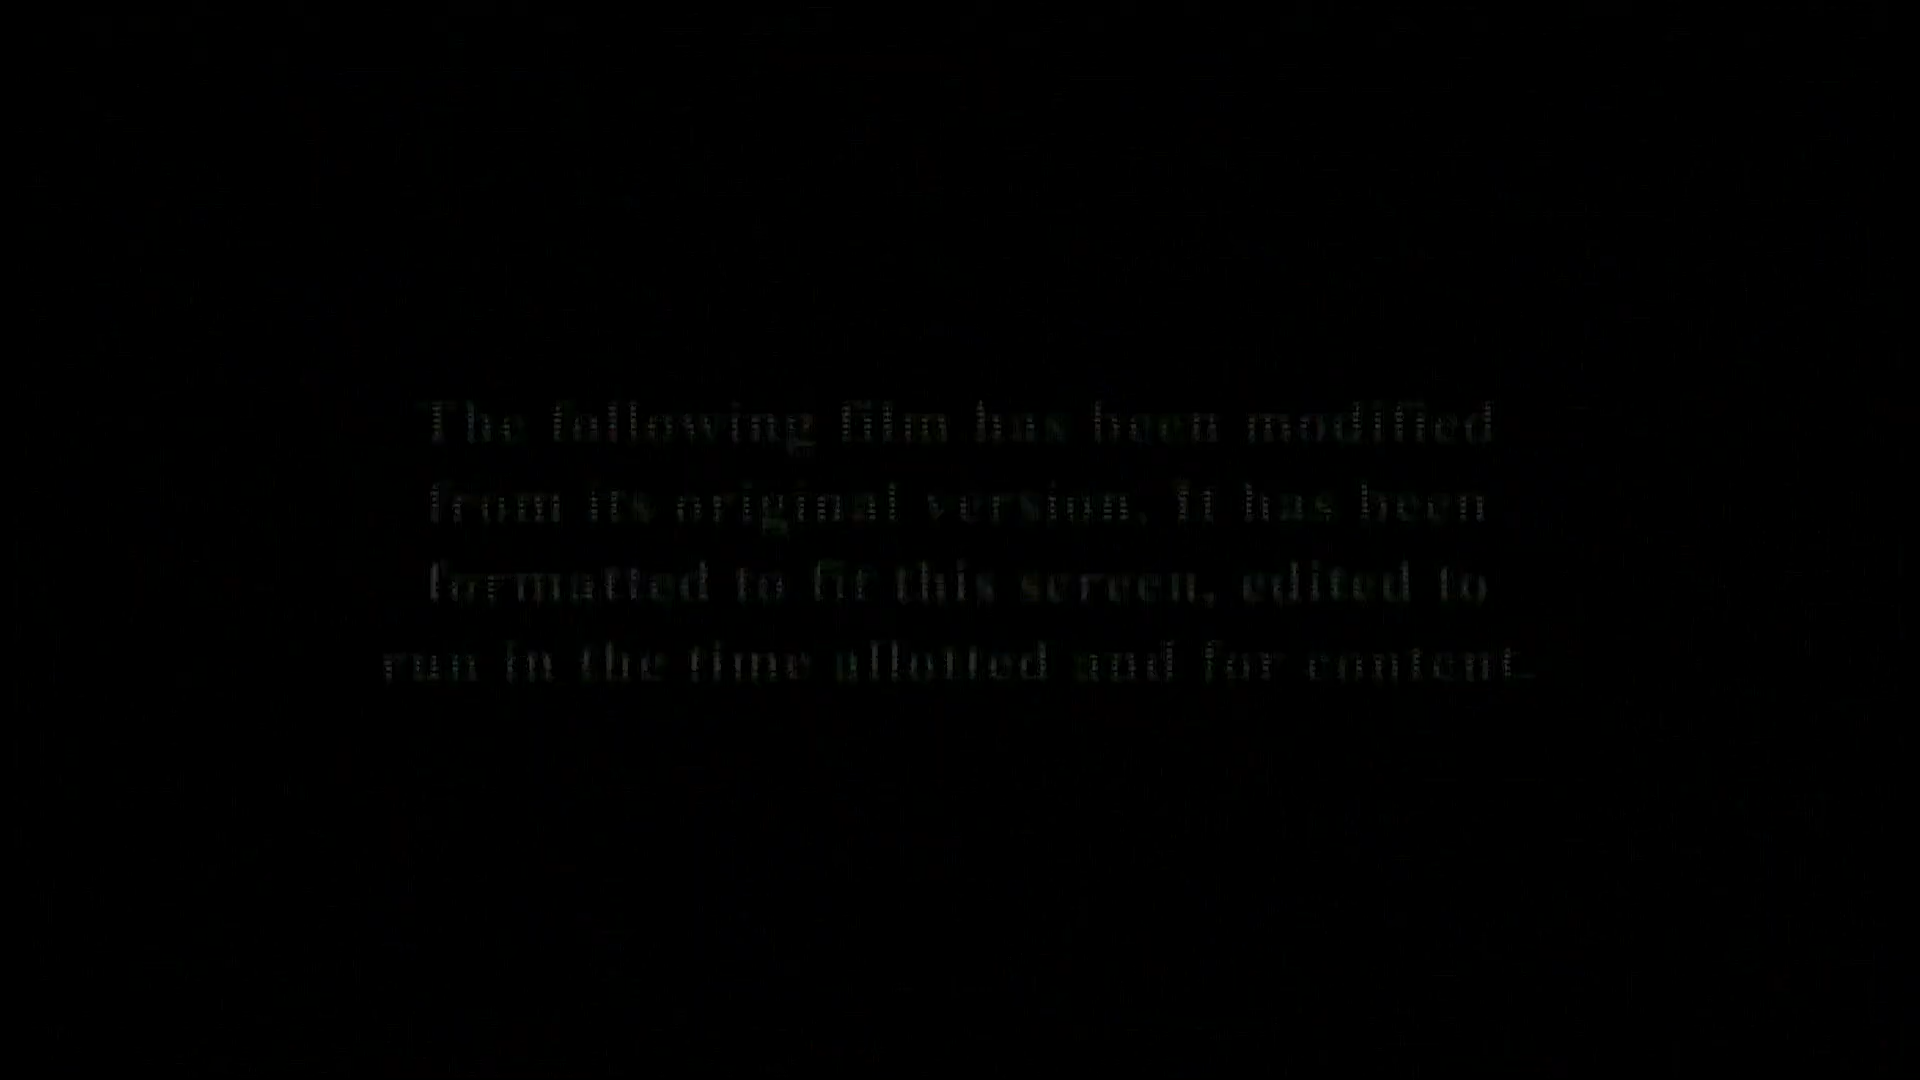 The following film has been modified
from its original version. It has been
formatted to fit this screen, edited to
run in the time allotted and for content.